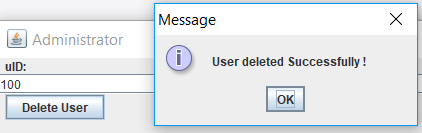 Administrator
uID:
100
Delete User
Message
User deleted Successfully !
OK